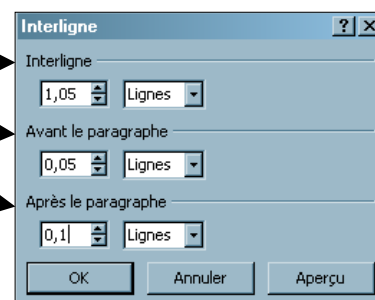 Interligne
Interligne
1,05 Lignes
Avant le paragraphe
0,05 Lignes
Après le paragraphe
0,1 Lignes
OK Annuler Aperçu